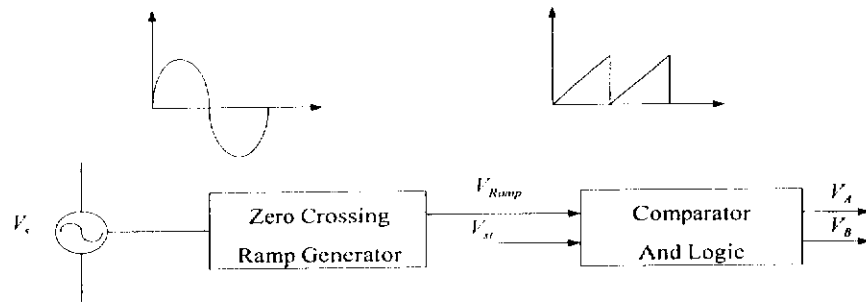 V_Ramp
V_A
V_s
Zero Crossing
Comparator
V_st
V_B
Ramp Generator
And Logic